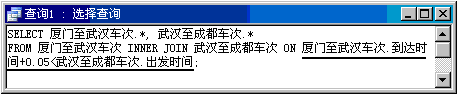 查询1 : 选择查询
SELECT 厦门至武汉车次.*, 武汉至成都车次.*
FROM 厦门至武汉车次 INNER JOIN 武汉至成都车次 ON 厦门至武汉车次.到达时
间+0.05<武汉至成都车次.出发时间;